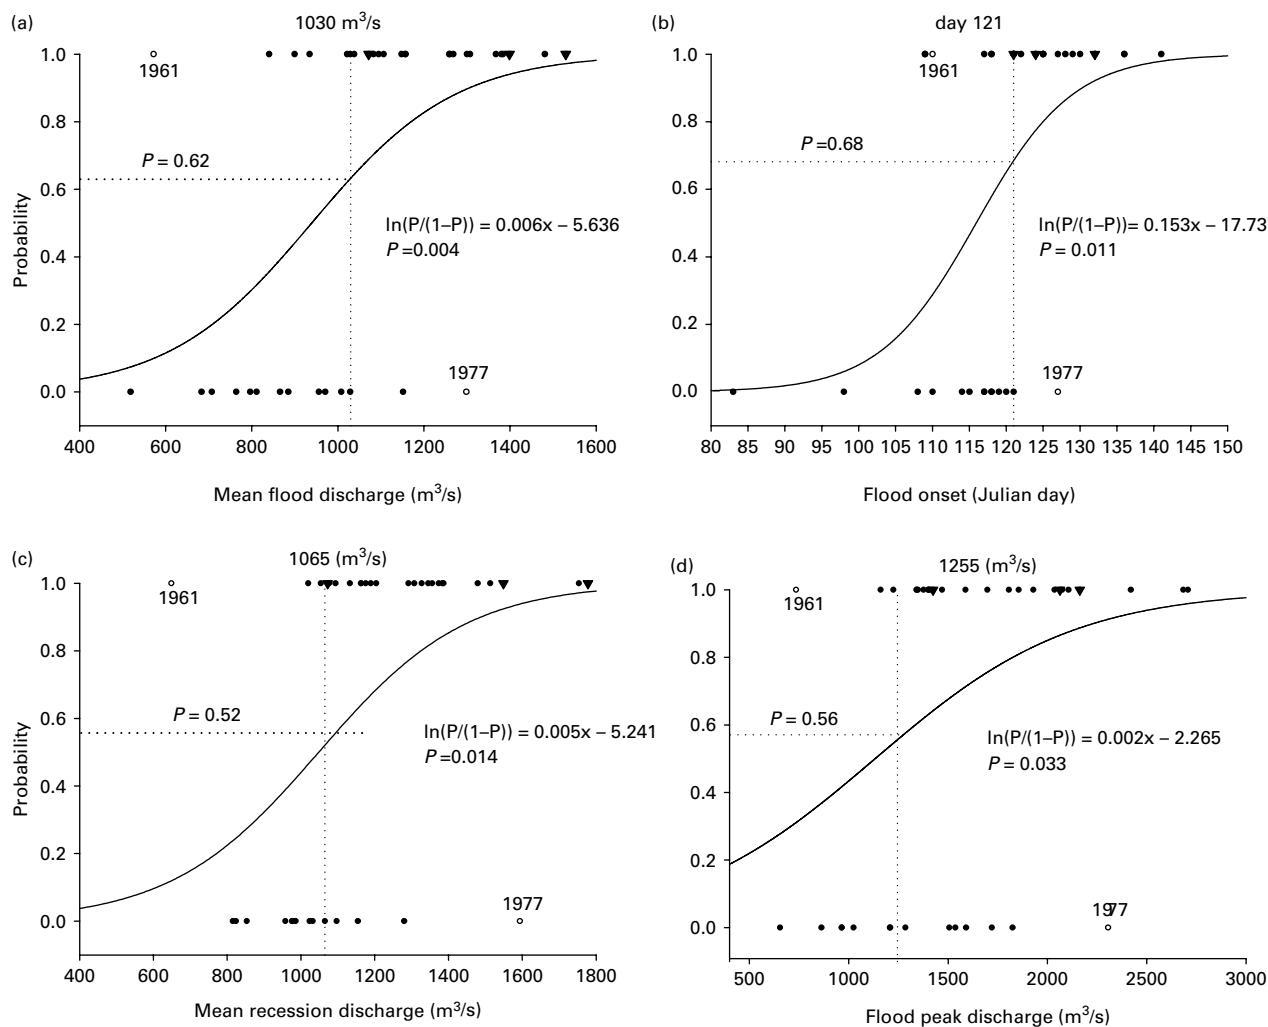 (a)
1030 m³/s
1.0
0.8
0.6
0.4
0.2
0.0
Probability
1961
P = 0.62
ln(P/(1–P)) = 0.006x – 5.636
P =0.004
1977
400 600 800 1000 1200 1400 1600
Mean flood discharge (m³/s)
(b)
day 121
1.0
0.8
0.6
0.4
0.2
0.0
1961
P =0.68
ln(P/(1–P))= 0.153x – 17.73
P = 0.011
1977
80 85 90 95 100 105 110 115 120 125 130 135 140 145 150
Flood onset (Julian day)
(c)
1065 (m³/s)
1.0
0.8
0.6
0.4
0.2
0.0
Probability
1961
P = 0.52
ln(P/(1–P)) = 0.005x – 5.241
P =0.014
1977
400 600 800 1000 1200 1400 1600 1800
Mean recession discharge (m³/s)
(d)
1255 (m³/s)
1.0
0.8
0.6
0.4
0.2
0.0
1961
P = 0.56
ln(P/(1–P)) = 0.002x – 2.265
P = 0.033
1977
500 1000 1500 2000 2500 3000
Flood peak discharge (m³/s)